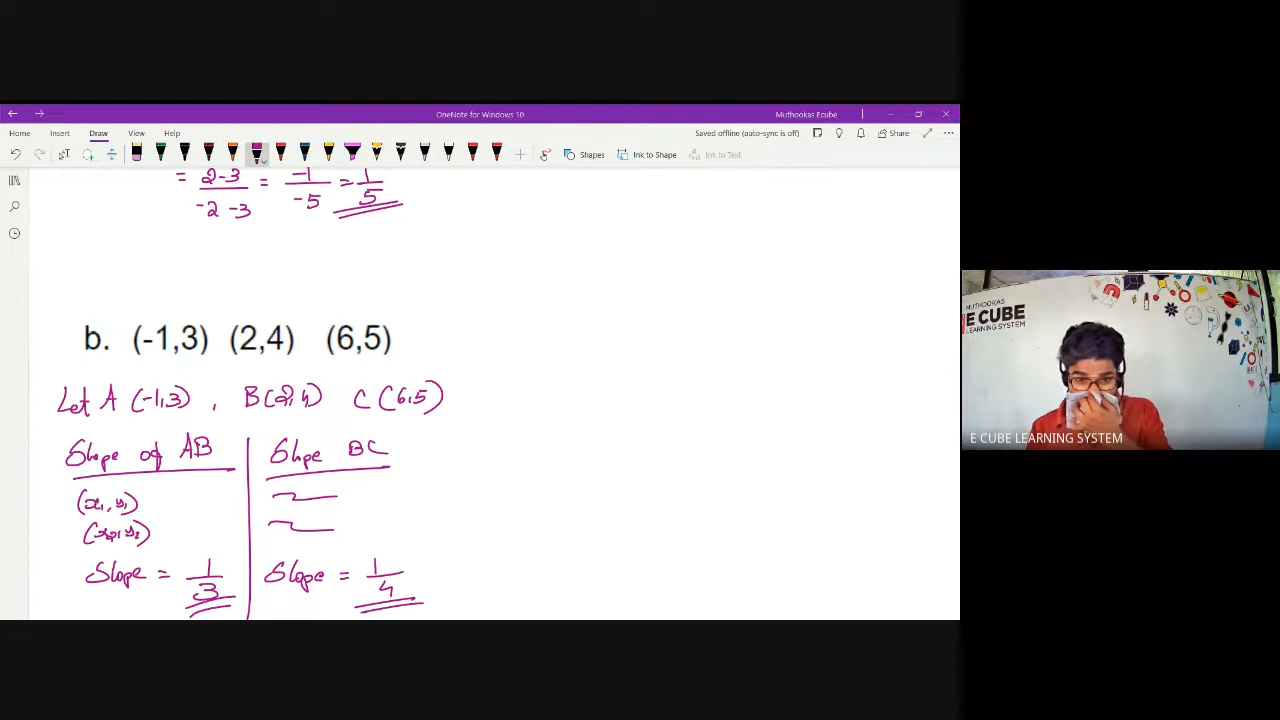 OneNote for Windows 10
Muthookas Ecube
Home Insert Draw View Help
Saved offline (auto-sync is off)
Share
Shapes
Ink to Shape
Ink to Text
= 2-3 / -2-3 = -1 / -5 = 1 / 5
b. (-1,3) (2,4) (6,5)
Let A (-1,3) , B(2,4) C (6,5)
Slope of AB
(x₁, y₁)
(x₂, y₂)
Slope = 1 / 3
Slope BC
Slope = 1 / 4
MUTHOOKAS
E CUBE
LEARNING SYSTEM
E CUBE LEARNING SYSTEM